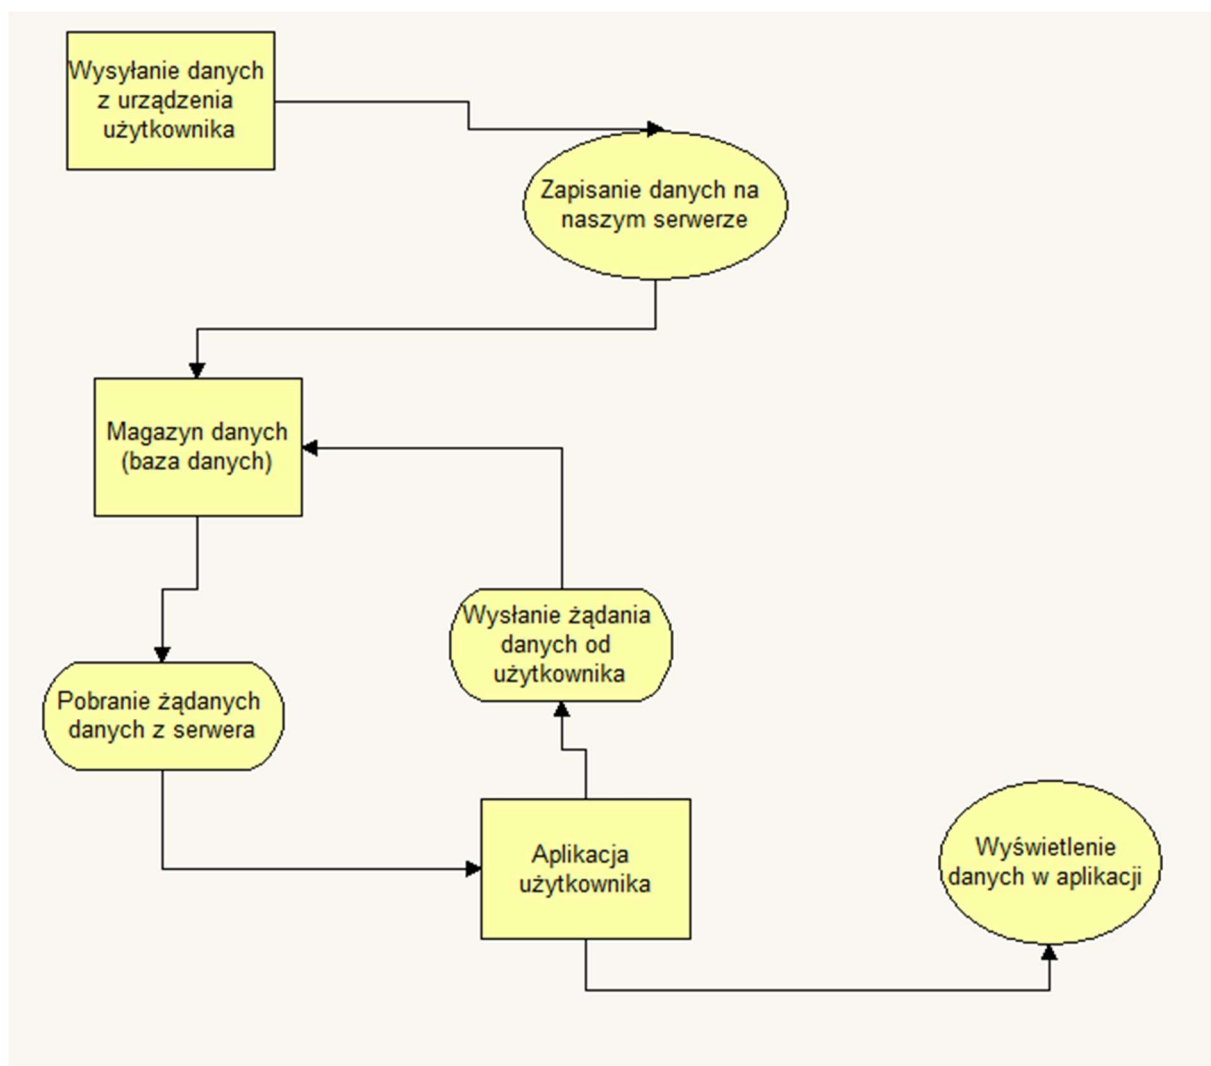 Wysyłanie danych
z urządzenia
użytkownika
Zapisanie danych na
naszym serwerze
Magazyn danych
(baza danych)
Wysłanie żądania
danych od
użytkownika
Pobranie żądanych
danych z serwera
Aplikacja
użytkownika
Wyświetlenie
danych w aplikacji